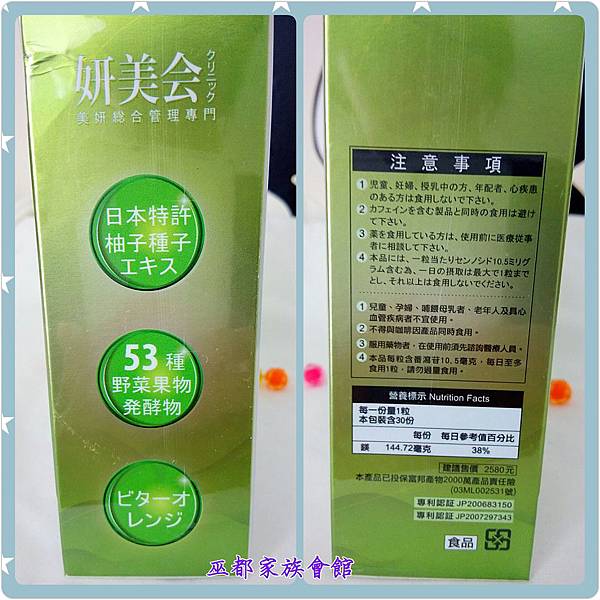 妍美会
クリニック
美妍総合管理專門
日本特許
柚子種子
エキス
53種
野菜果物
発酵物
ビターオ
レンジ
注意事項
1 児童、妊婦、授乳中の方、年配者、心疾患
のある方は食用しないで下さい。
2 カフェインを含む製品と同時の食用は避け
て下さい。
3 薬を食用している方は、使用前に医療従事
者に相談して下さい。
4 本品には、一粒当たりセンノシド10.5ミリグ
ラム含む為、一日の摂取は最大で1粒まで
とし、それ以上は食用しないでください。
1 兒童、孕婦、哺餵母乳者、老年人及具心
血管疾病者不宜使用。
2 不得與咖啡因產品同時食用。
3 服用藥物者，在使用前須先諮詢醫療人員。
4 本品每粒含番瀉苷10.5毫克，每日至多
食用1粒，請勿過量食用。
營養標示 Nutrition Facts
每一份量1粒
本包裝含30份
每份 每日參考值百分比
鎂 144.72毫克 38%
建議售價 2580元
本產品已投保富邦產物2000萬產品責任險
(03ML002531號)
專利認証 JP200683150
專利認証 JP2007297343
食品
巫都家族會館